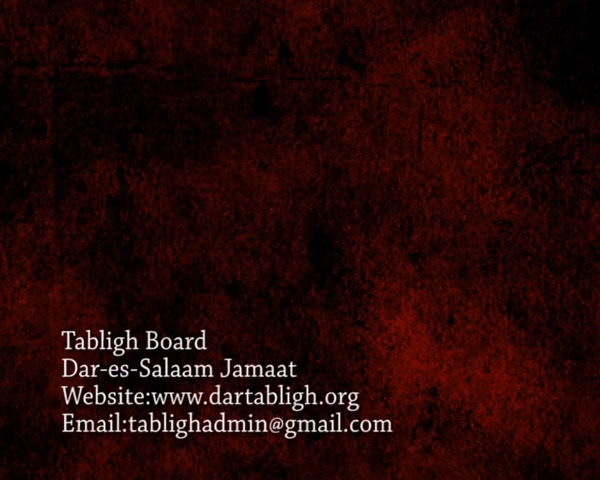 Tabligh Board
Dar-es-Salaam Jamaat
Website:www.dartabligh.org
Email:tablighadmin@gmail.com